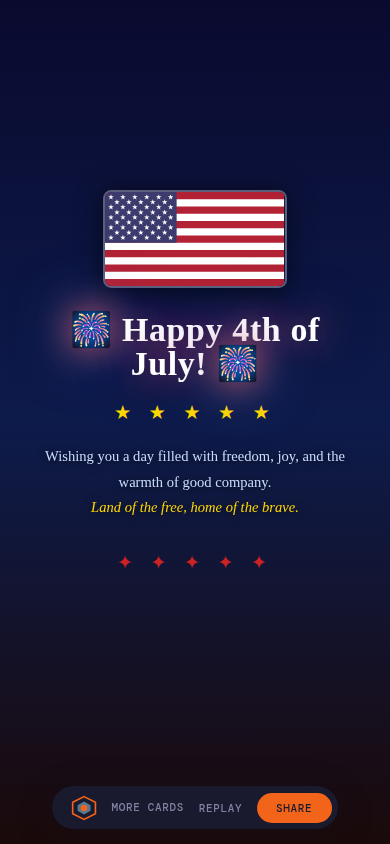 🎆 Happy 4th of
July! 🎆
★ ★ ★ ★ ★
Wishing you a day filled with freedom, joy, and the
warmth of good company.
Land of the free, home of the brave.
✦ ✦ ✦ ✦ ✦
MORE CARDS REPLAY SHARE